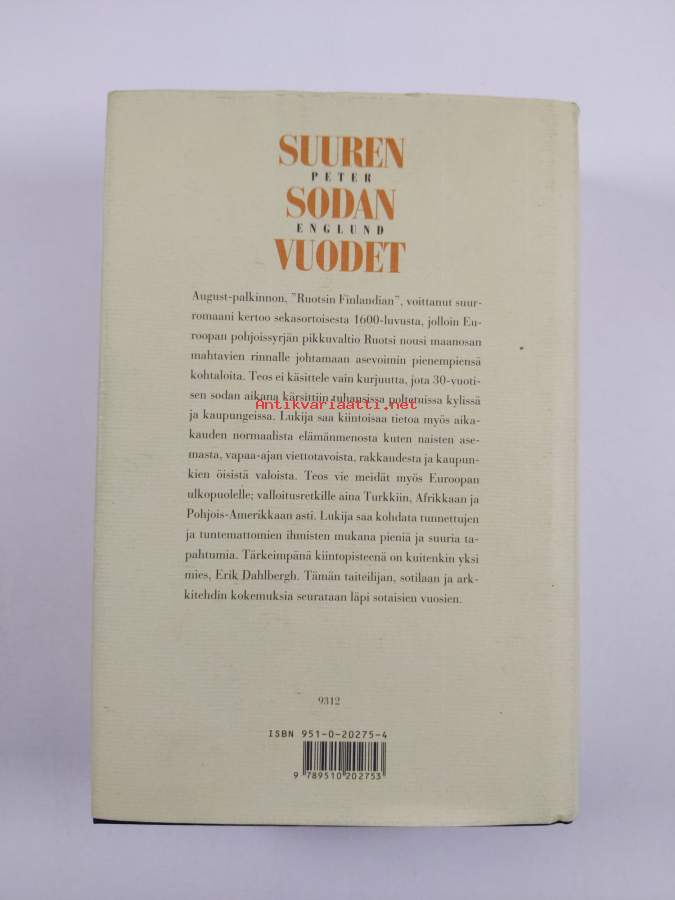 SUUREN
PETER
SODAN
ENGLUND
VUODET
August-palkinnon, "Ruotsin Finlandian", voittanut suur-
romaani kertoo sekasortoisesta 1600-luvusta, jolloin Eu-
roopan pohjoissyrjän pikkuvaltio Ruotsi nousi maanosan
mahtavien rinnalle johtamaan asevoimin pienempiensä
kohtaloita. Teos ei käsittele vain kurjuutta, jota 30-vuoti-
sen sodan aikana kärsittiin tuhansissa poltetuissa kylissä
Antikvariaatti.net
ja kaupungeissa. Lukija saa kiintoisaa tietoa myös aika-
kauden normaalista elämänmenosta kuten naisten ase-
masta, vapaa-ajan viettotavoista, rakkaudesta ja kaupun-
kien öisistä valoista. Teos vie meidät myös Euroopan
ulkopuolelle; valloitusretkille aina Turkkiin, Afrikkaan ja
Pohjois-Amerikkaan asti. Lukija saa kohdata tunnettujen
ja tuntemattomien ihmisten mukana pieniä ja suuria ta-
pahtumia. Tärkeimpänä kiintopisteenä on kuitenkin yksi
mies, Erik Dahlbergh. Tämän taiteilijan, sotilaan ja ark-
kitehdin kokemuksia seurataan läpi sotaisien vuosien.
9312
ISBN 951-0-20275-4
9 789510 202753